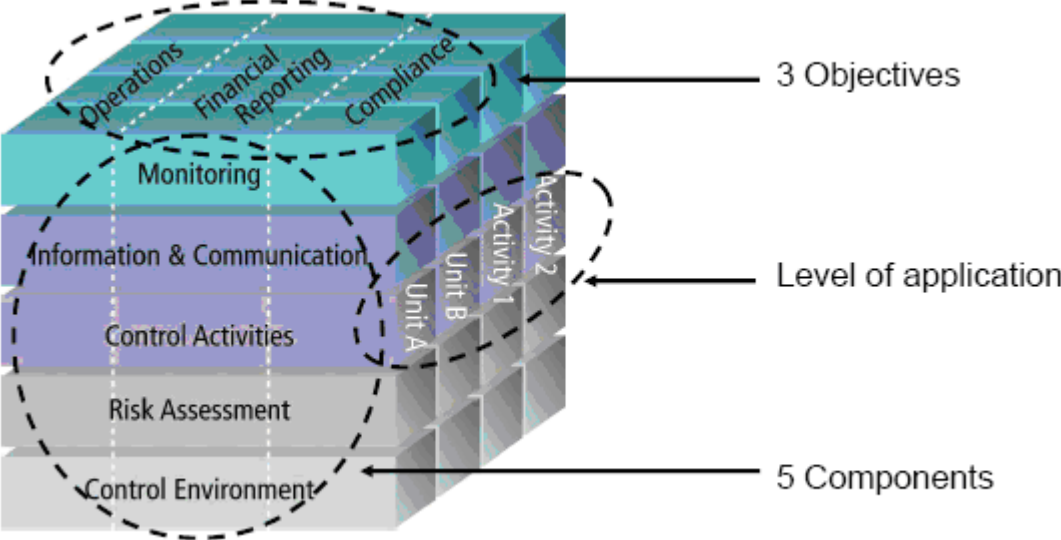 Operations
Financial
Reporting
Compliance
3 Objectives
Monitoring
Information & Communication
Control Activities
Risk Assessment
Control Environment
Unit A
Unit B
Activity 1
Activity 2
Level of application
5 Components